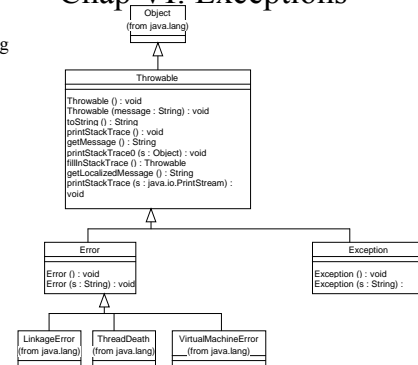 Chap VI: Exceptions
Object
(from java.lang)
g
Throwable
Throwable () : void
Throwable (message : String) : void
toString () : String
printStackTrace () : void
getMessage () : String
printStackTrace0 (s : Object) : void
fillInStackTrace () : Throwable
getLocalizedMessage () : String
printStackTrace (s : java.io.PrintStream) :
void
Error
Error () : void
Error (s : String) : void
Exception
Exception () : void
Exception (s : String) :
LinkageError
(from java.lang)
ThreadDeath
(from java.lang)
VirtualMachineError
(from java.lang)